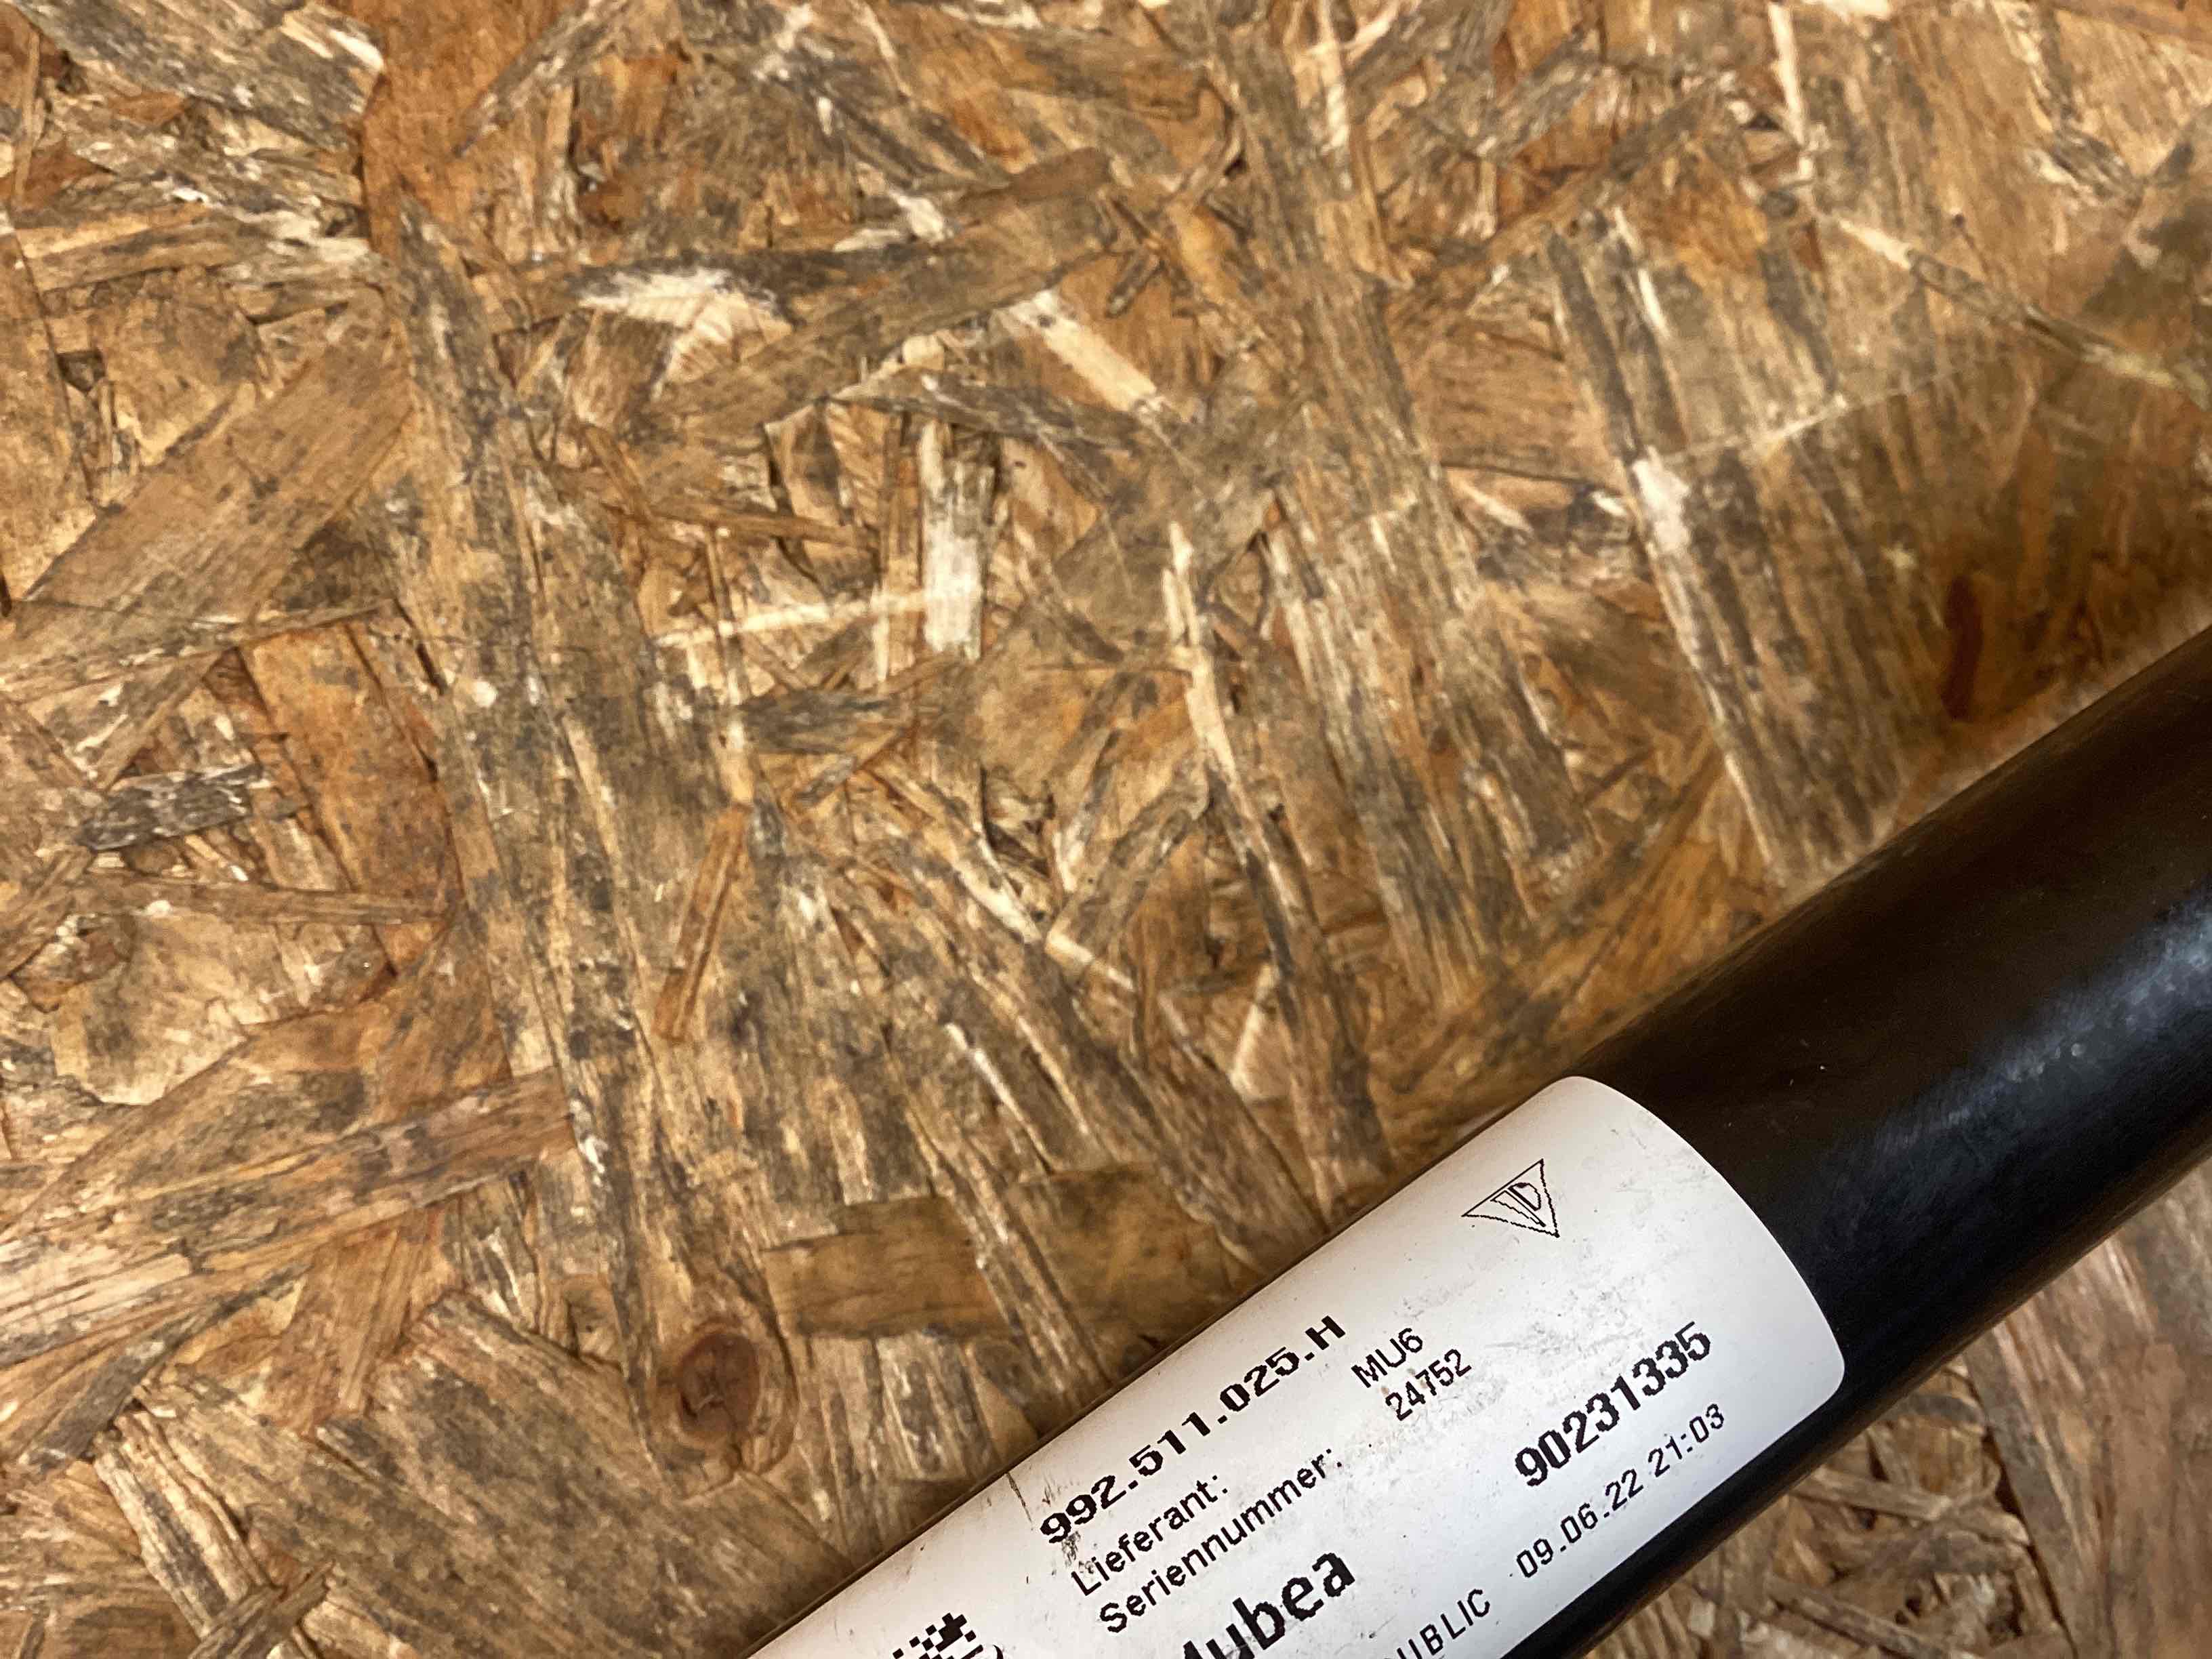 992.511.025.H
Lieferant: MU6
Seriennummer: 24752
90231335
09.06.22 21:03